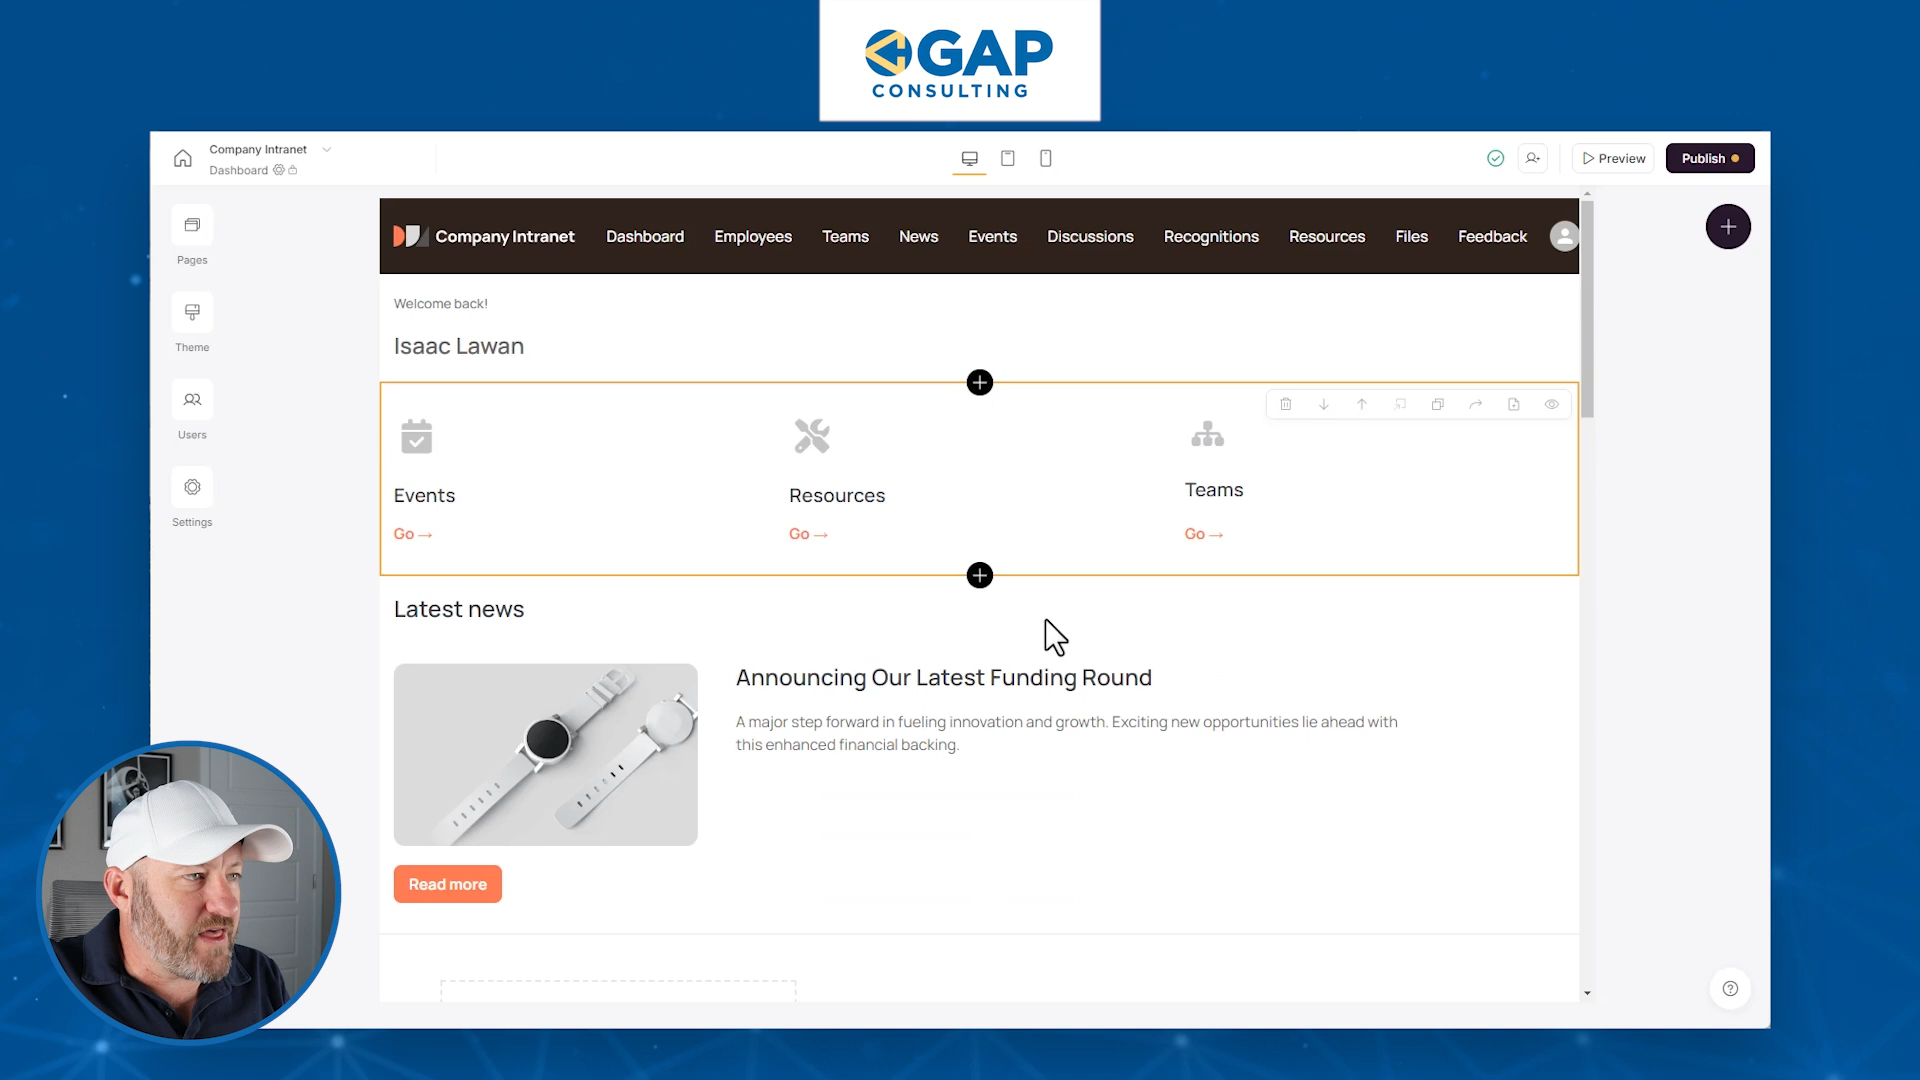 GAP
CONSULTING
Company Intranet
Dashboard
Preview
Publish
Pages
Theme
Users
Settings
Company Intranet Dashboard Employees Teams News Events Discussions Recognitions Resources Files Feedback
Welcome back!
Isaac Lawan
Events
Go →
Resources
Go →
Teams
Go →
Latest news
Announcing Our Latest Funding Round
A major step forward in fueling innovation and growth. Exciting new opportunities lie ahead with
this enhanced financial backing.
Read more